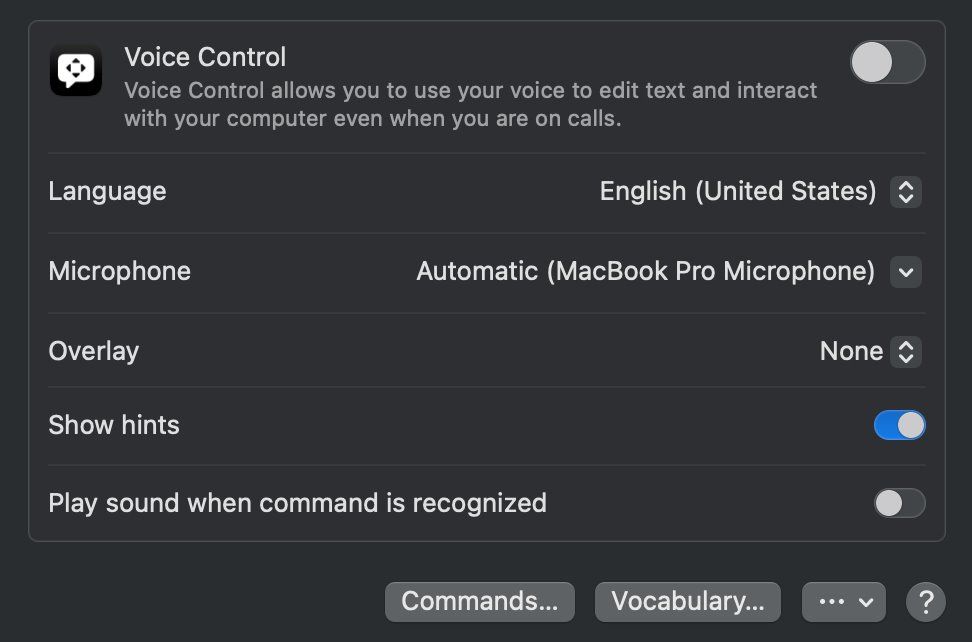 Voice Control
Voice Control allows you to use your voice to edit text and interact
with your computer even when you are on calls.
Language English (United States)
Microphone Automatic (MacBook Pro Microphone)
Overlay None
Show hints
Play sound when command is recognized
Commands... Vocabulary... ... ?